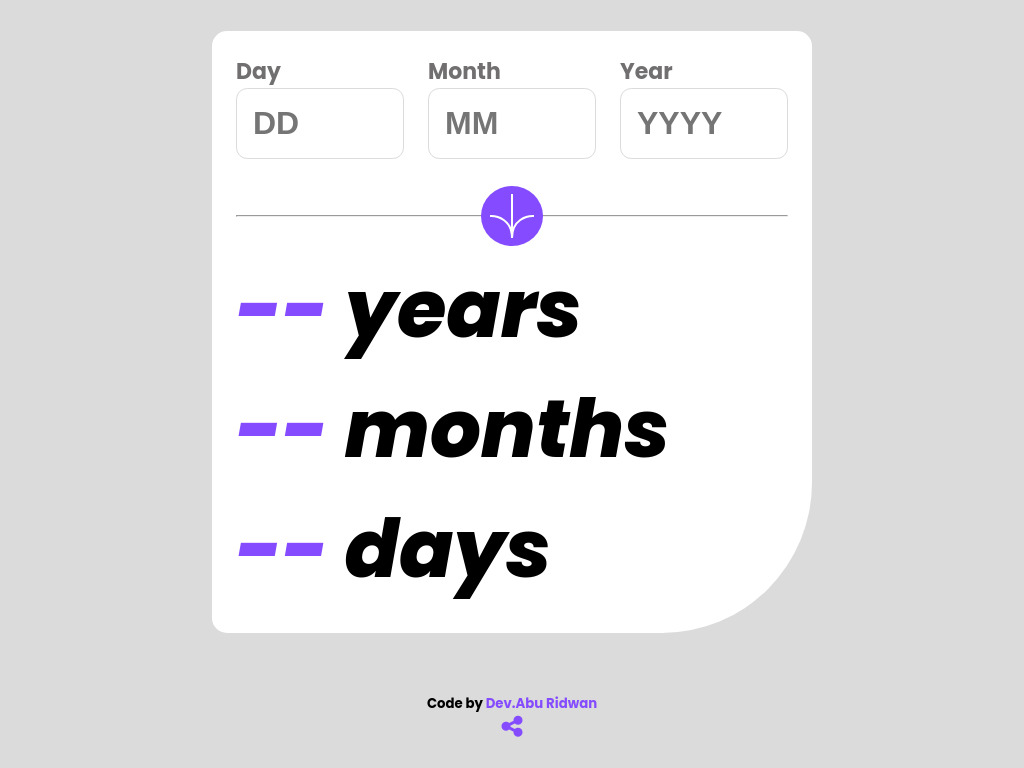 Day Month Year
DD MM YYYY
-- years
-- months
-- days
Code by Dev.Abu Ridwan